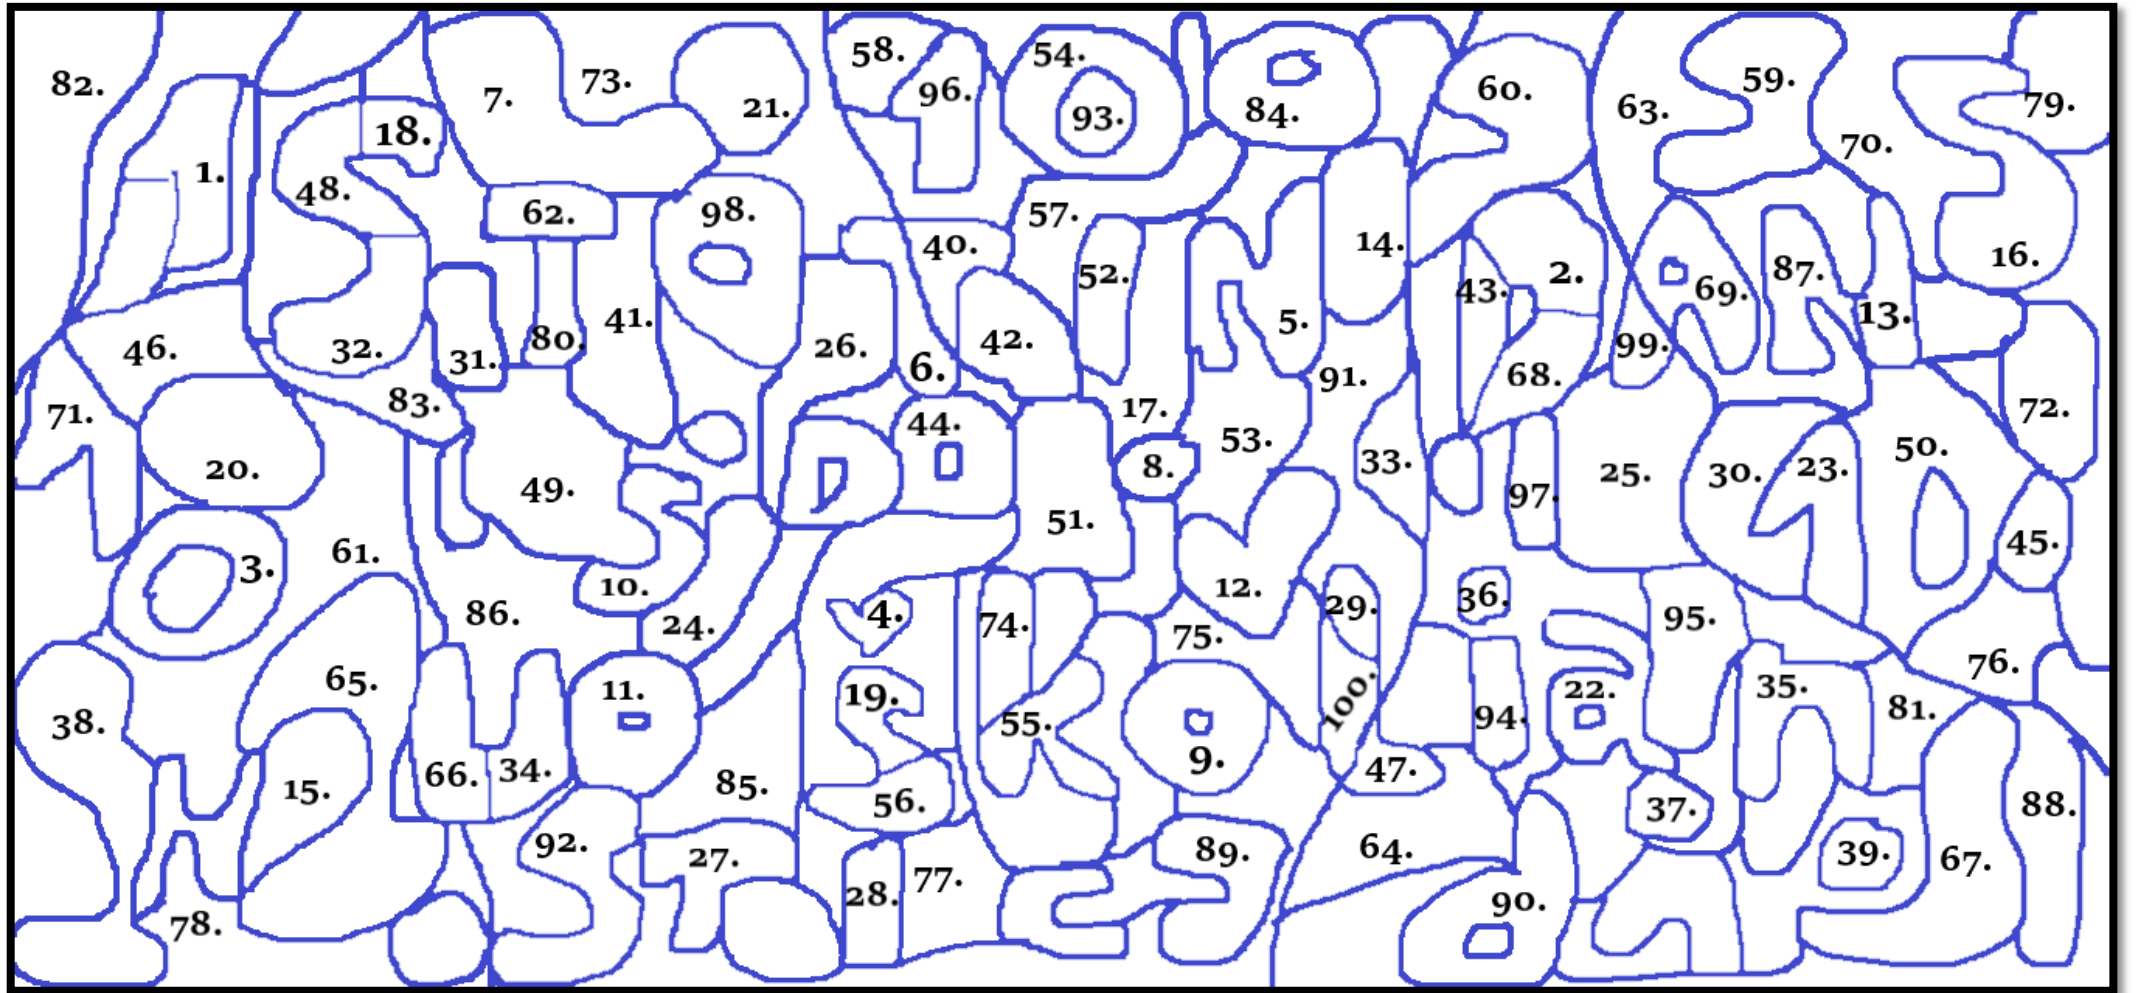 82. 7. 73. 21. 58. 96. 54. 93. 84. 60. 63. 59. 79.
1. 18. 70.
48. 62. 98. 40. 57. 14. 16.
52. 43. 2. 69. 87.
46. 32. 31. 80. 41. 26. 6. 42. 5. 99. 13.
71. 83. 44. 17. 91. 68. 72.
20. 49. 8. 53. 33. 97. 25. 30. 23. 50.
3. 61. 51. 45.
86. 10. 24. 4. 74. 75. 12. 29. 36. 95.
38. 65. 11. 19. 55. 9. 100. 94. 22. 35. 81. 76.
15. 66. 34. 85. 56. 47. 37. 88.
92. 27. 89. 64. 39. 67.
78. 28. 77. 90.